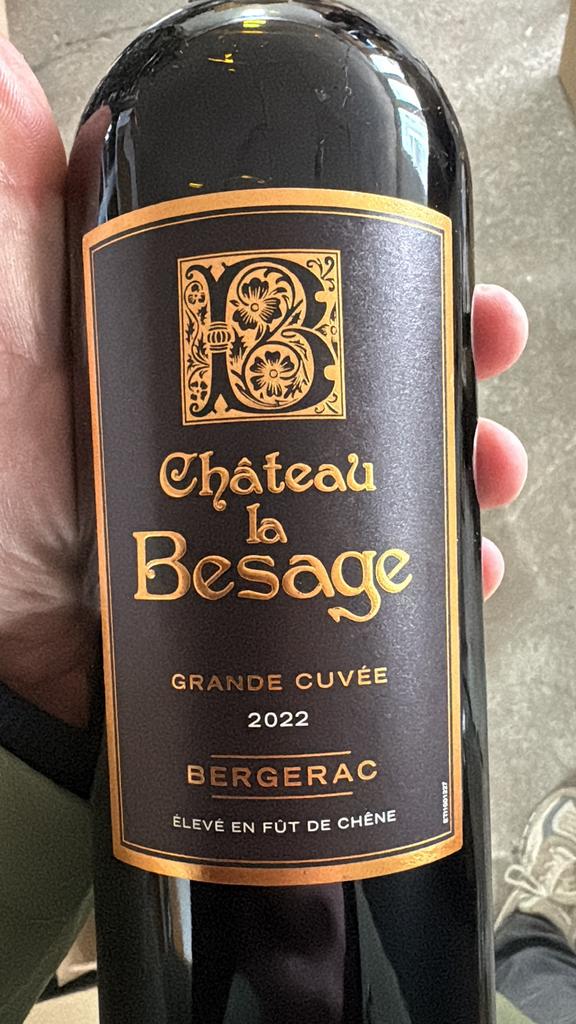 B
Château
la
Besage
GRANDE CUVÉE
2022
BERGERAC
ÉLEVÉ EN FÛT DE CHÊNE